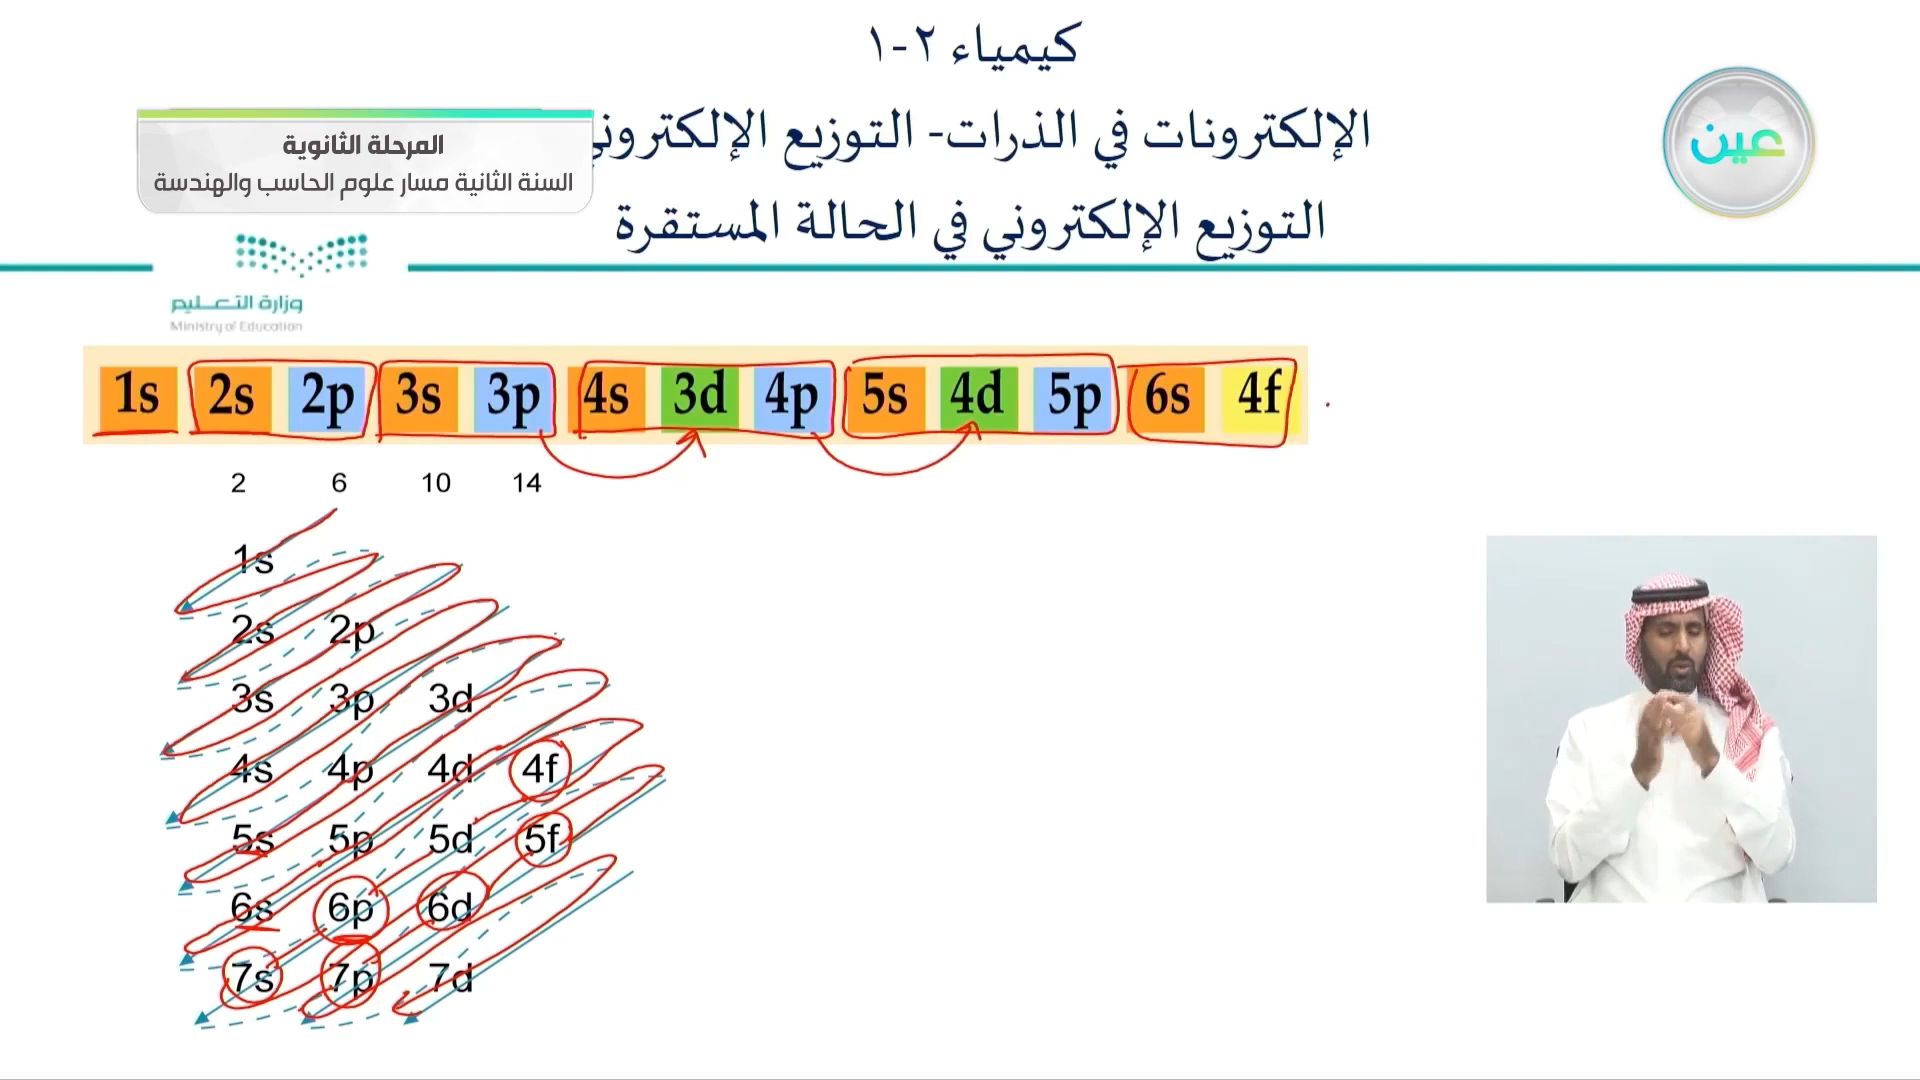 كيمياء ٢-١
الإلكترونات في الذرات- التوزيع الإلكتروني
التوزيع الإلكتروني في الحالة المستقرة
المرحلة الثانوية
السنة الثانية مسار علوم الحاسب والهندسة
عين
وزارة التعليم
Ministry of Education
1s 2s 2p 3s 3p 4s 3d 4p 5s 4d 5p 6s 4f
2 6 10 14
1s
2s 2p
3s 3p 3d
4s 4p 4d 4f
5s 5p 5d 5f
6s 6p 6d
7s 7p 7d